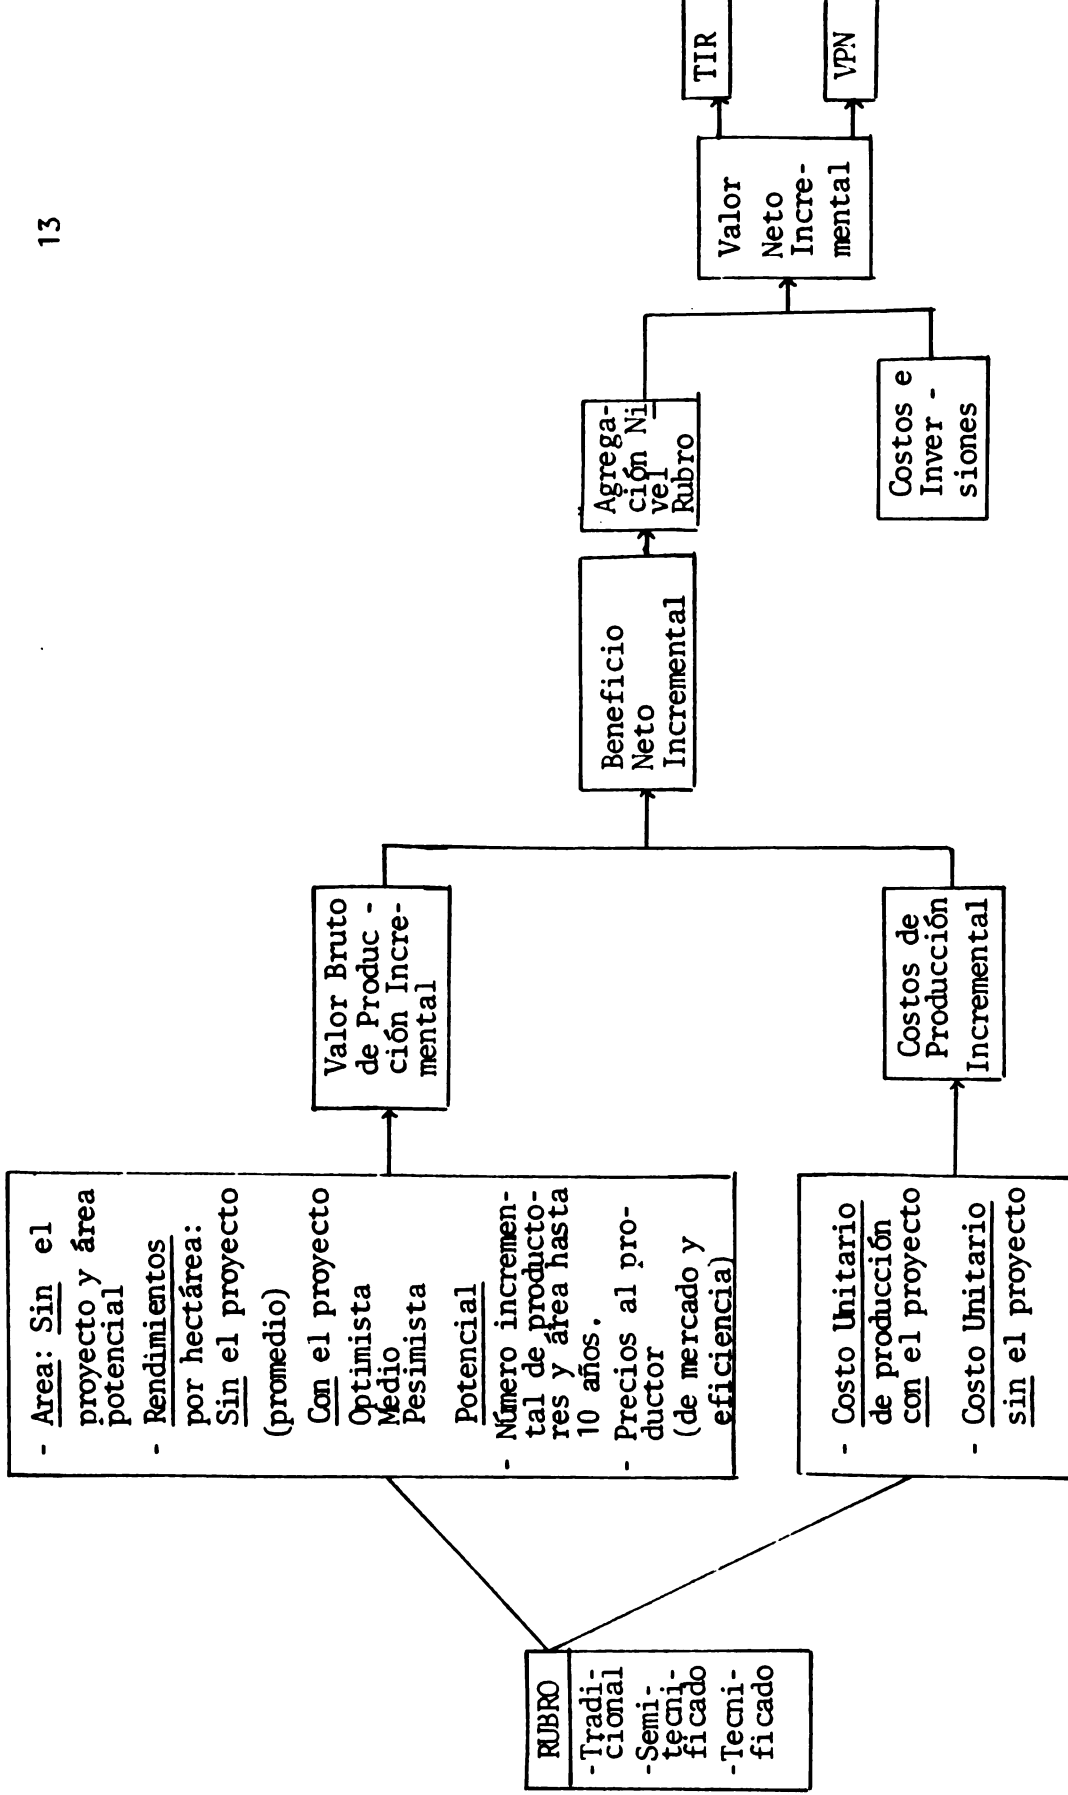 13
RUBRO
-Tradi-
cional
-Semi-
tecni-
ficado
-Tecni-
ficado
- Area: Sin el
proyecto y área
potencial
- Rendimientos
por hectárea:
Sin el proyecto
(promedio)
Con el proyecto
Optimista
Medio
Pesimista
Potencial
- Número incremen-
tal de producto-
res y área hasta
10 años.
- Precios al pro-
ductor
(de mercado y
eficiencia)
- Costo Unitario
de producción
con el proyecto
- Costo Unitario
sin el proyecto
Valor Bruto
de Produc -
ción Incre-
mental
Costos de
Producción
Incremental
Beneficio
Neto
Incremental
Agrega-
ción Ni
vel
Rubro
Costos e
Inver -
siones
Valor
Neto
Incre-
mental
TIR
VPN